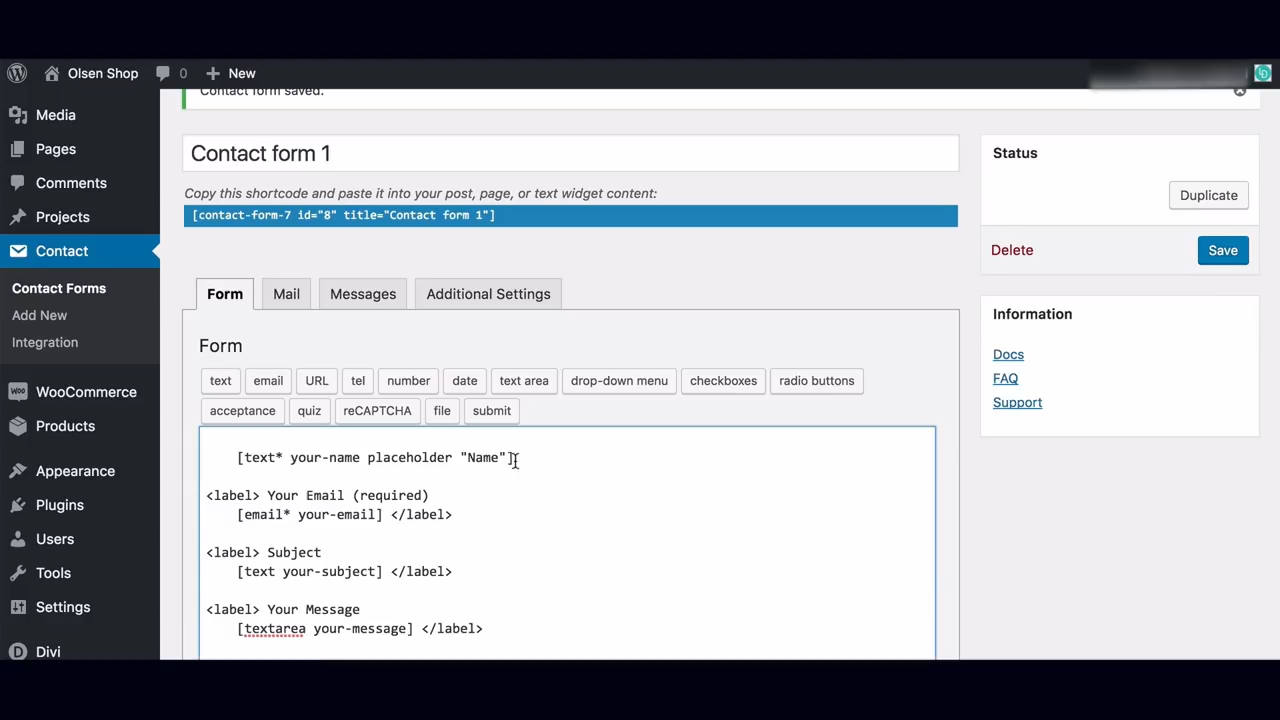 Olsen Shop 0 New
Contact form saved.
Media
Pages
Comments
Projects
Contact
Contact Forms
Add New
Integration
WooCommerce
Products
Appearance
Plugins
Users
Tools
Settings
Divi
Contact form 1
Copy this shortcode and paste it into your post, page, or text widget content:
[contact-form-7 id="8" title="Contact form 1"]
Form Mail Messages Additional Settings
Form
text email URL tel number date text area drop-down menu checkboxes radio buttons
acceptance quiz reCAPTCHA file submit
[text* your-name placeholder "Name"]
<label> Your Email (required)
[email* your-email] </label>
<label> Subject
[text your-subject] </label>
<label> Your Message
[textarea your-message] </label>
Status
Duplicate
Delete Save
Information
Docs
FAQ
Support